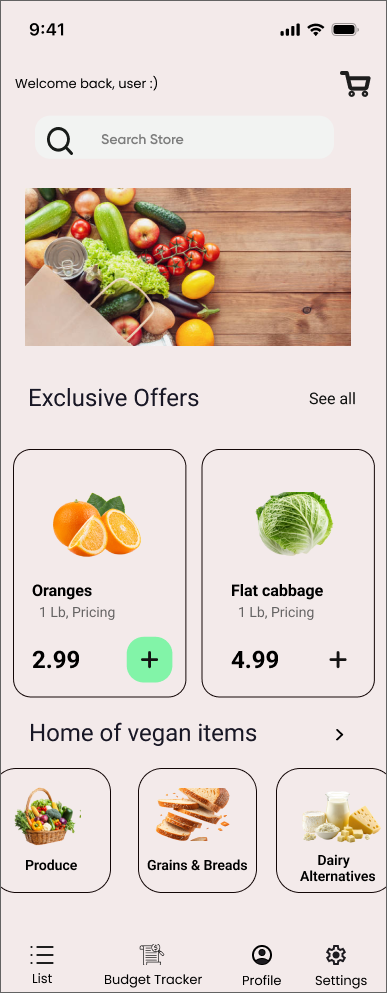 9:41
Welcome back, user :)
Search Store
Exclusive Offers
See all
Oranges
1 Lb, Pricing
2.99
+
Flat cabbage
1 Lb, Pricing
4.99
+
Home of vegan items
Produce
Grains & Breads
Dairy
Alternatives
List
Budget Tracker
Profile
Settings